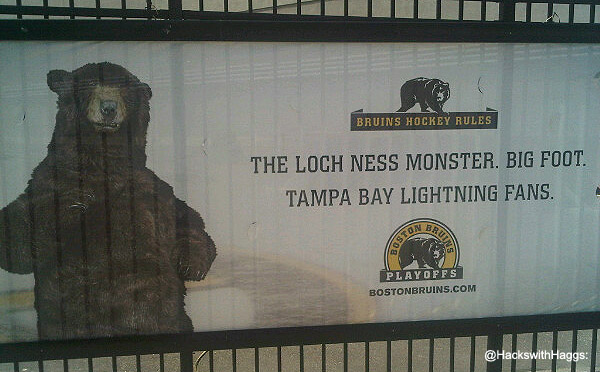 BRUINS HOCKEY RULES
THE LOCH NESS MONSTER. BIG FOOT.
TAMPA BAY LIGHTNING FANS.
BOSTON BRUINS
PLAYOFFS
BOSTONBRUINS.COM
@HackswithHaggs: